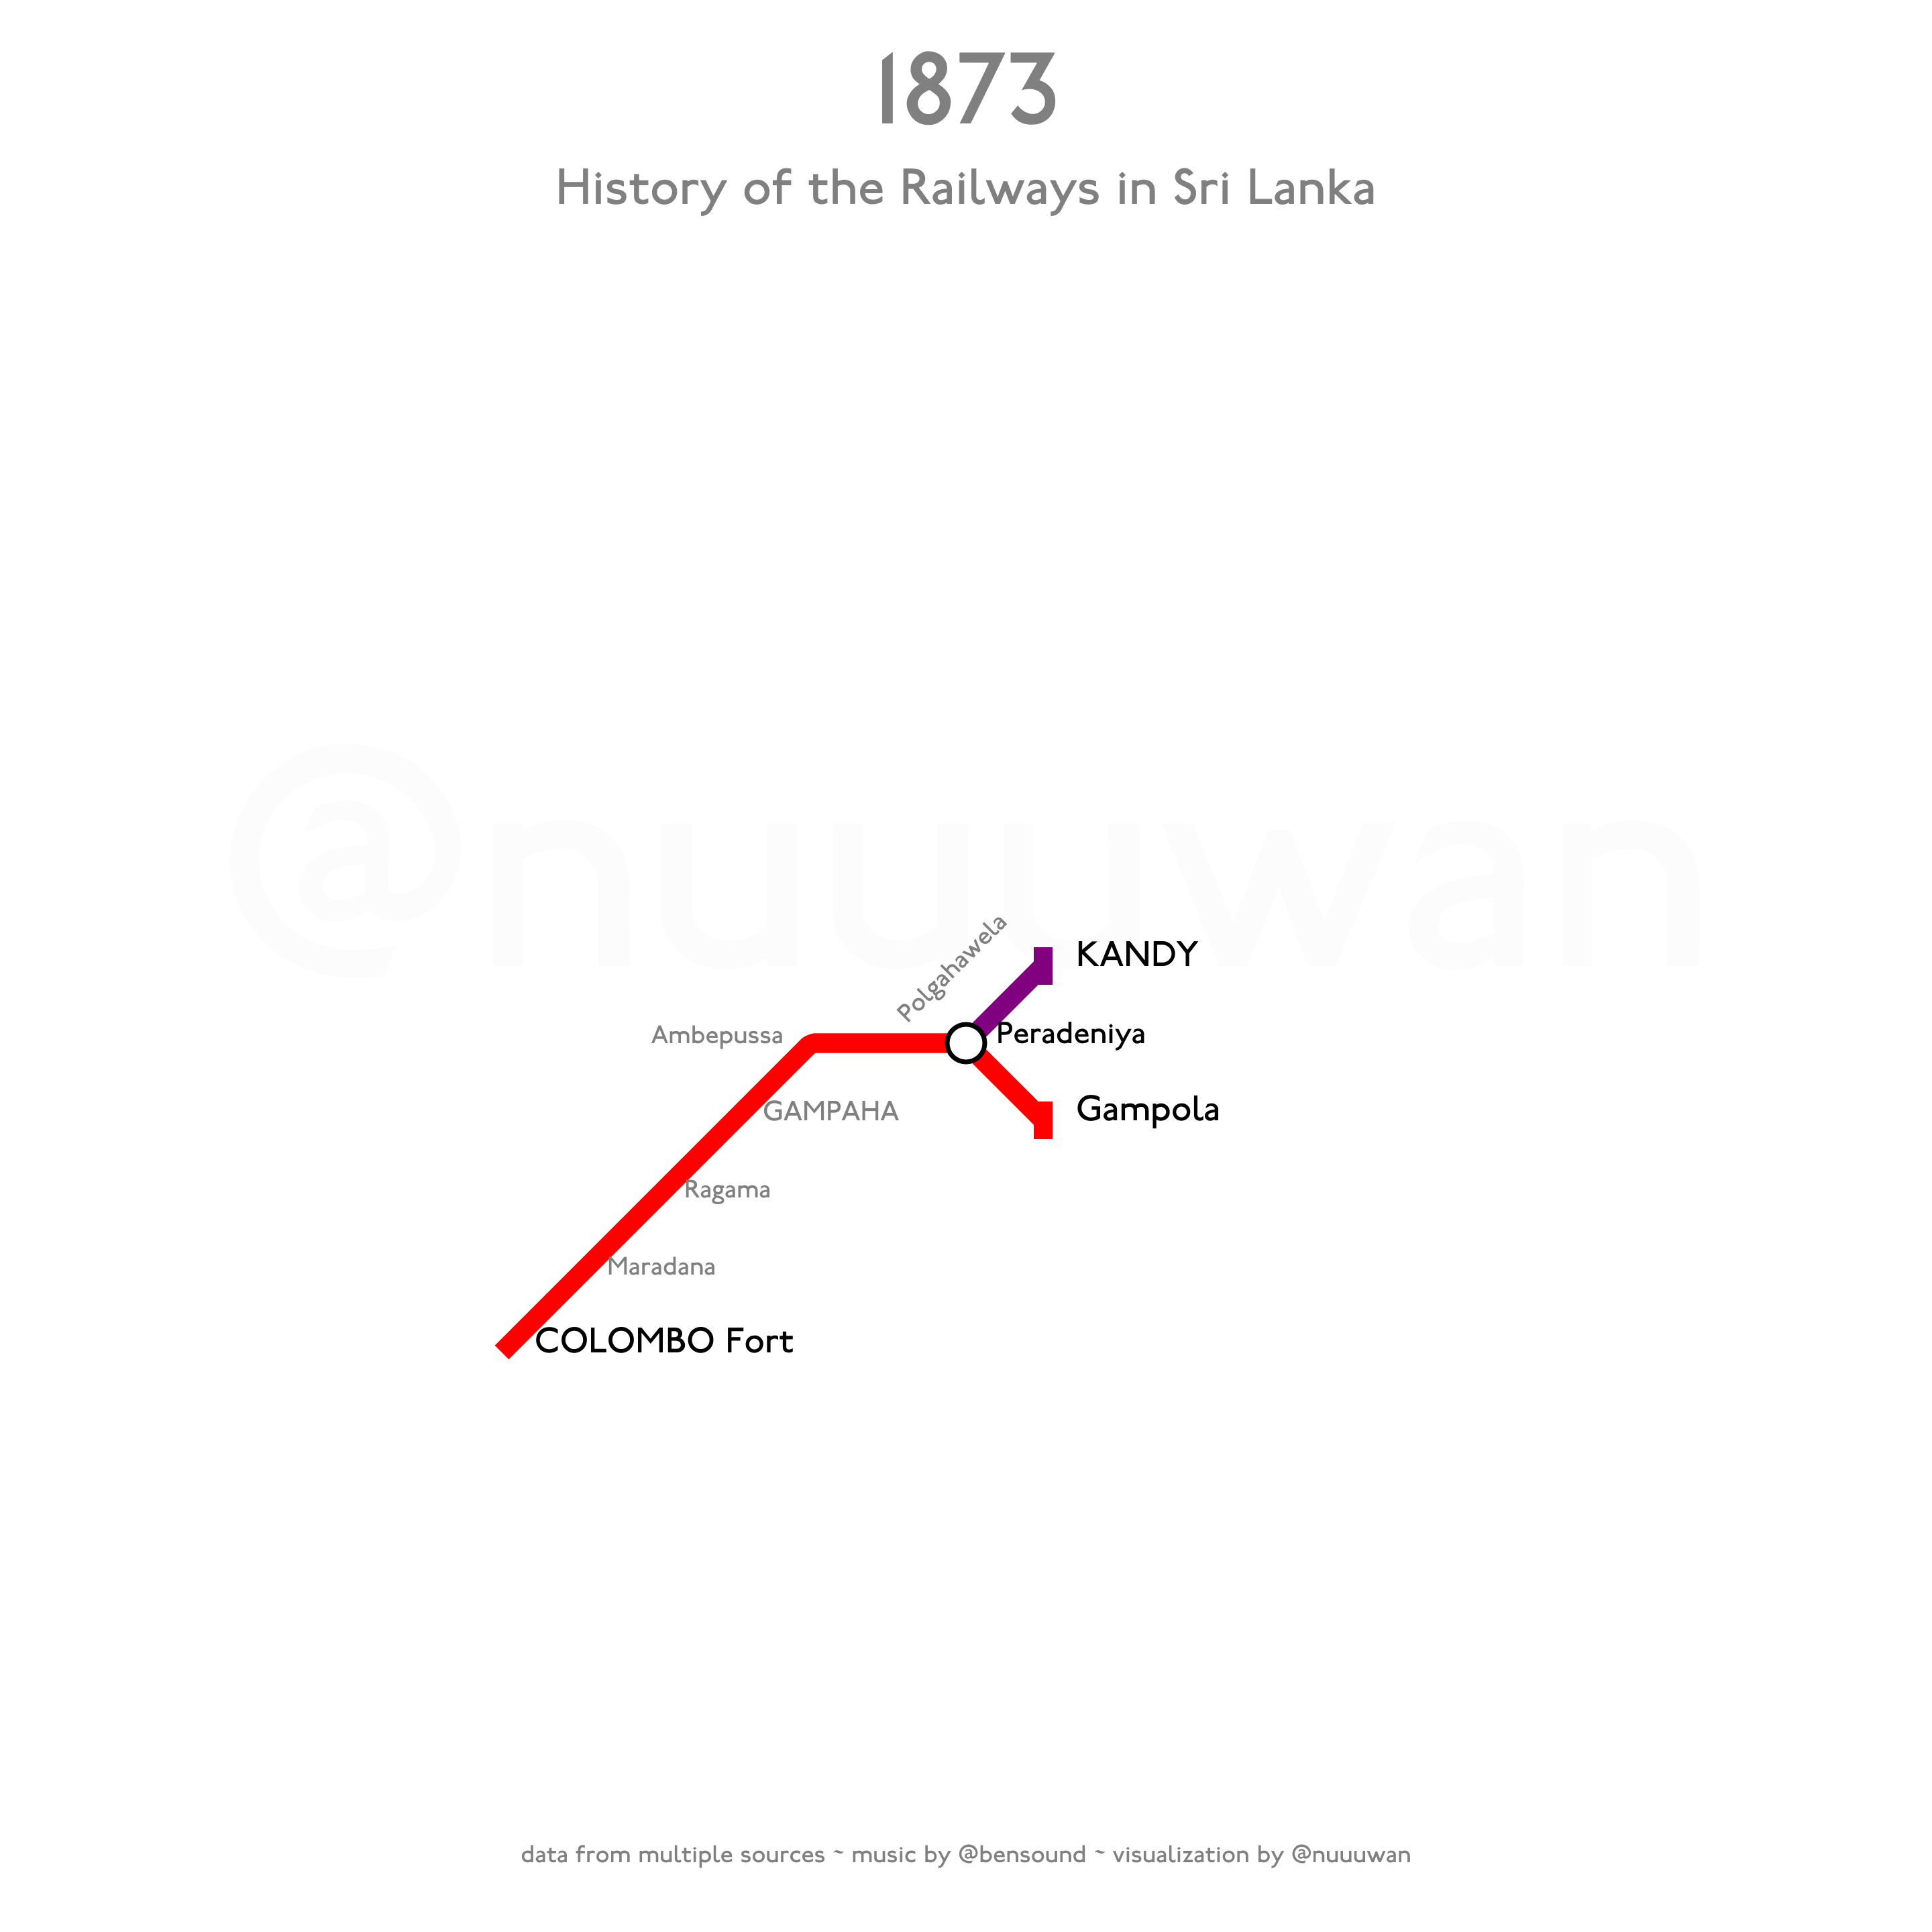 1873
History of the Railways in Sri Lanka
@nuuuwan
Polgahawela
KANDY
Ambepussa
Peradeniya
GAMPAHA
Gampola
Ragama
Maradana
COLOMBO Fort
data from multiple sources ~ music by @bensound ~ visualization by @nuuuwan